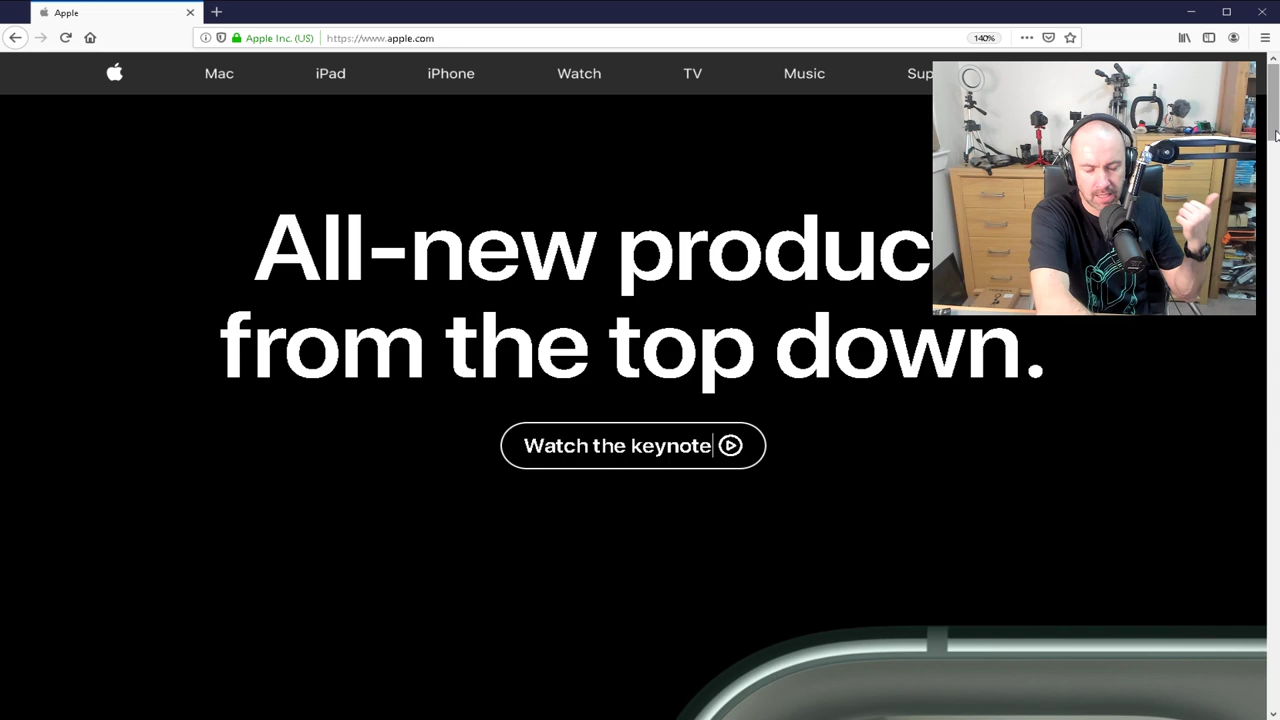 Apple
Apple Inc. (US)
https://www.apple.com
140%
Mac
iPad
iPhone
Watch
TV
Music
Sup
All-new produc
from the top down.
Watch the keynote